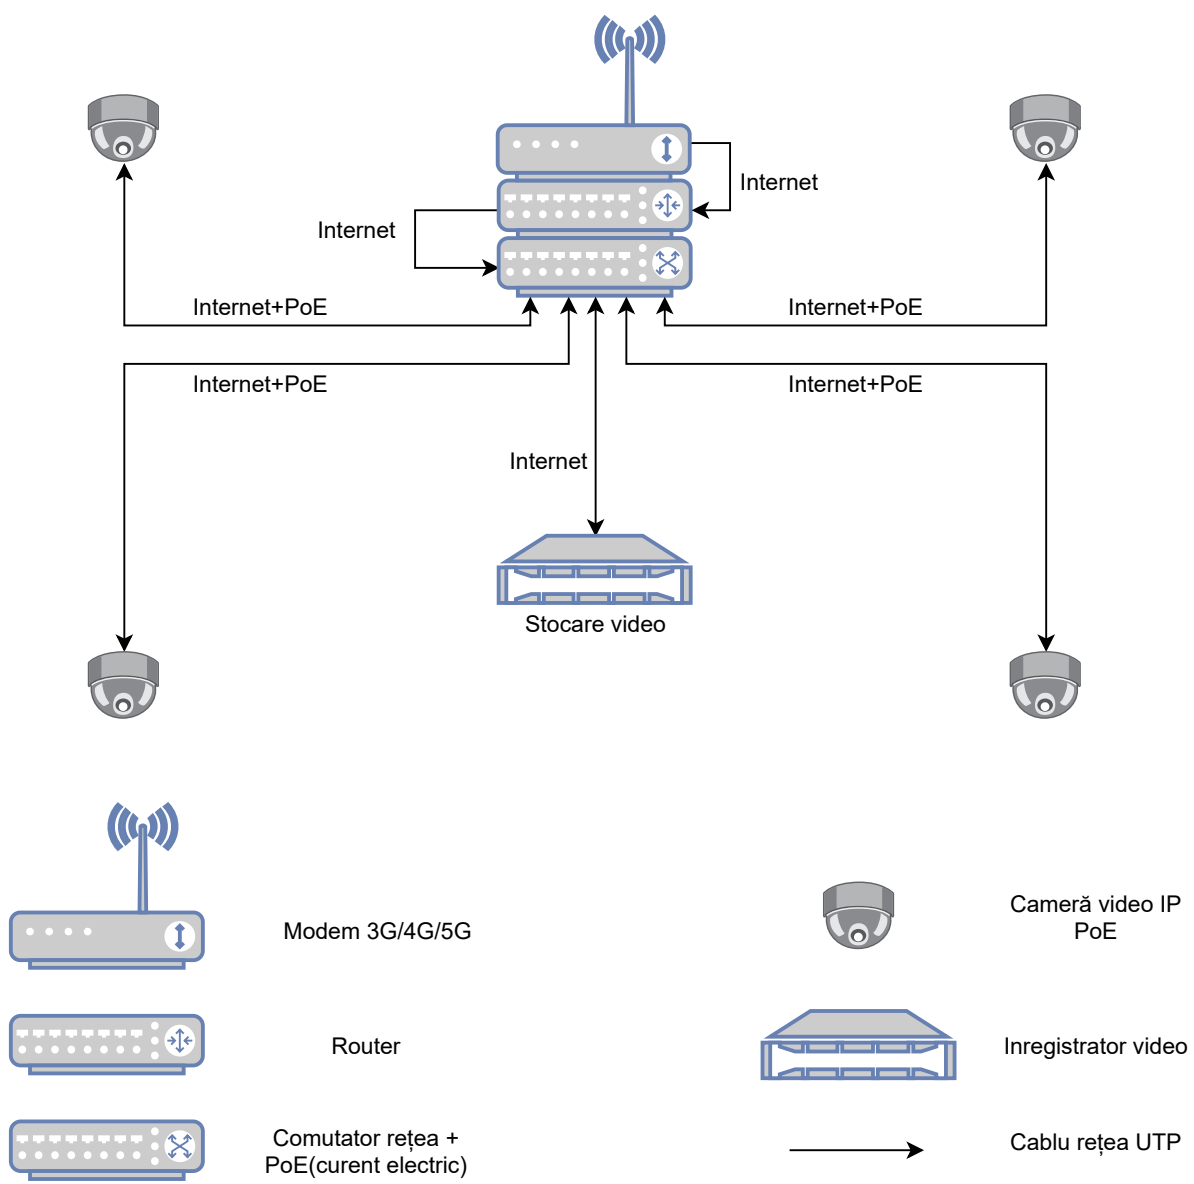 Internet
Internet
Internet+PoE
Internet+PoE
Internet+PoE
Internet+PoE
Internet
Stocare video
Modem 3G/4G/5G
Cameră video IP
PoE
Router
Inregistrator video
Comutator rețea +
PoE(curent electric)
Cablu rețea UTP